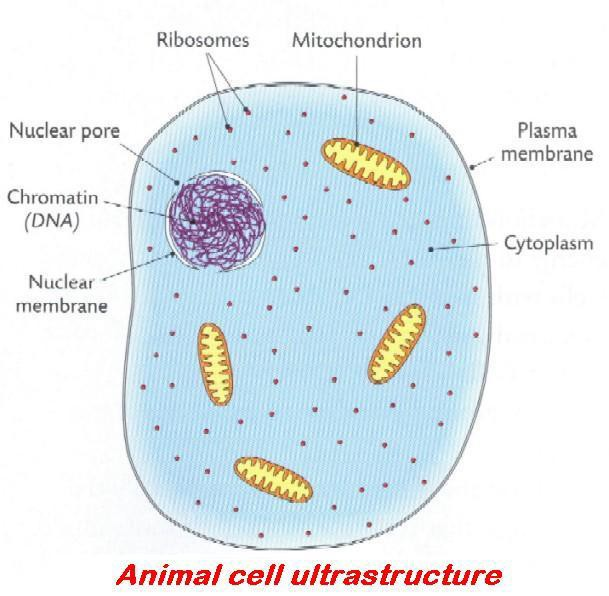 Ribosomes
Mitochondrion
Nuclear pore
Plasma
membrane
Chromatin
(DNA)
Cytoplasm
Nuclear
membrane
Animal cell ultrastructure